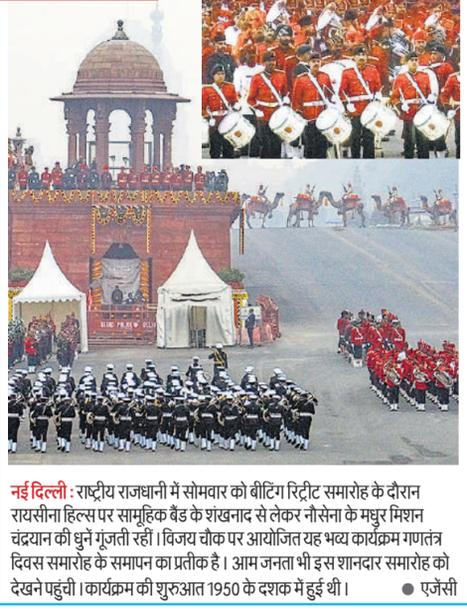 DELHI POLICE
नई दिल्ली : राष्ट्रीय राजधानी में सोमवार को बीटिंग रिट्रीट समारोह के दौरान
रायसीना हिल्स पर सामूहिक बैंड के शंखनाद से लेकर नौसेना के मधुर मिशन
चंद्रयान की धुनें गूंजती रहीं। विजय चौक पर आयोजित यह भव्य कार्यक्रम गणतंत्र
दिवस समारोह के समापन का प्रतीक है। आम जनता भी इस शानदार समारोह को
देखने पहुंची। कार्यक्रम की शुरुआत 1950 के दशक में हुई थी। ● एजेंसी